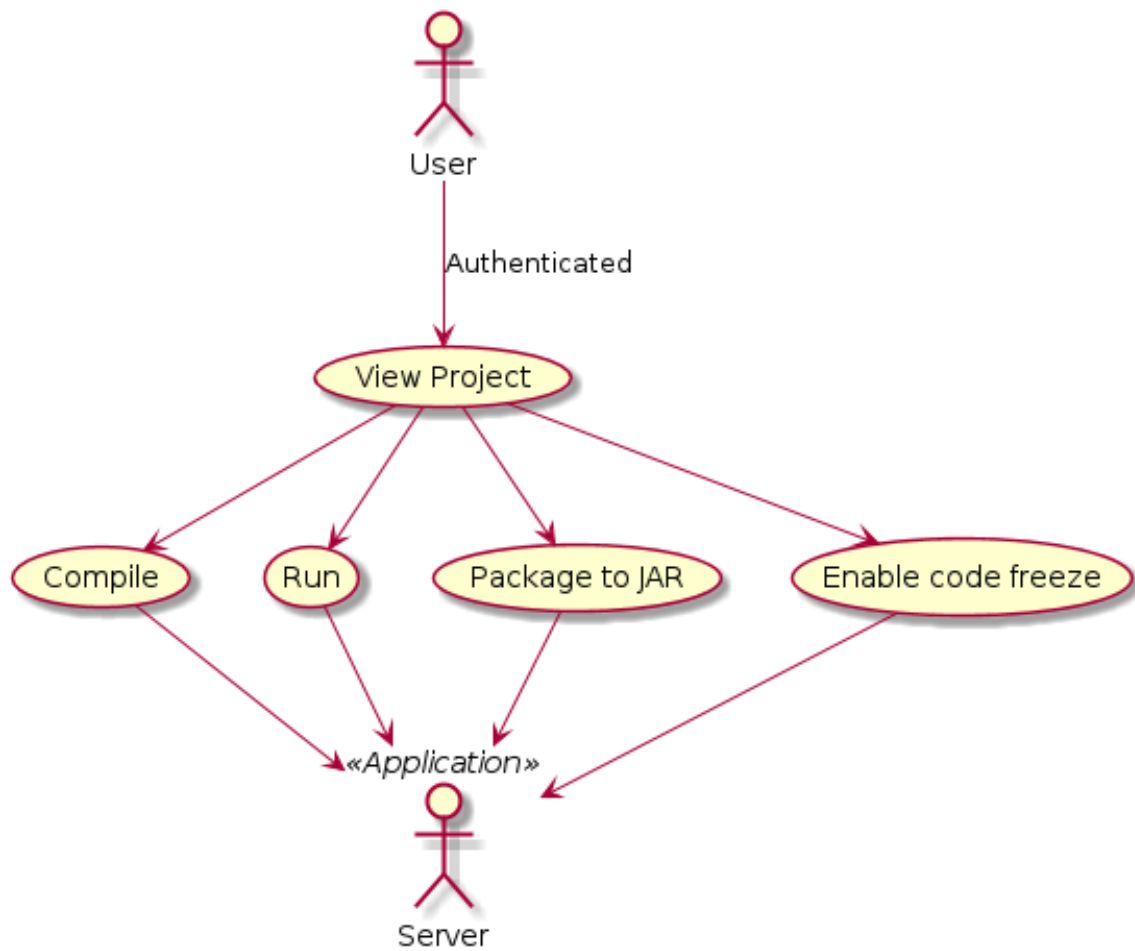 User
Authenticated
View Project
Compile
Run
Package to JAR
Enable code freeze
«Application»
Server